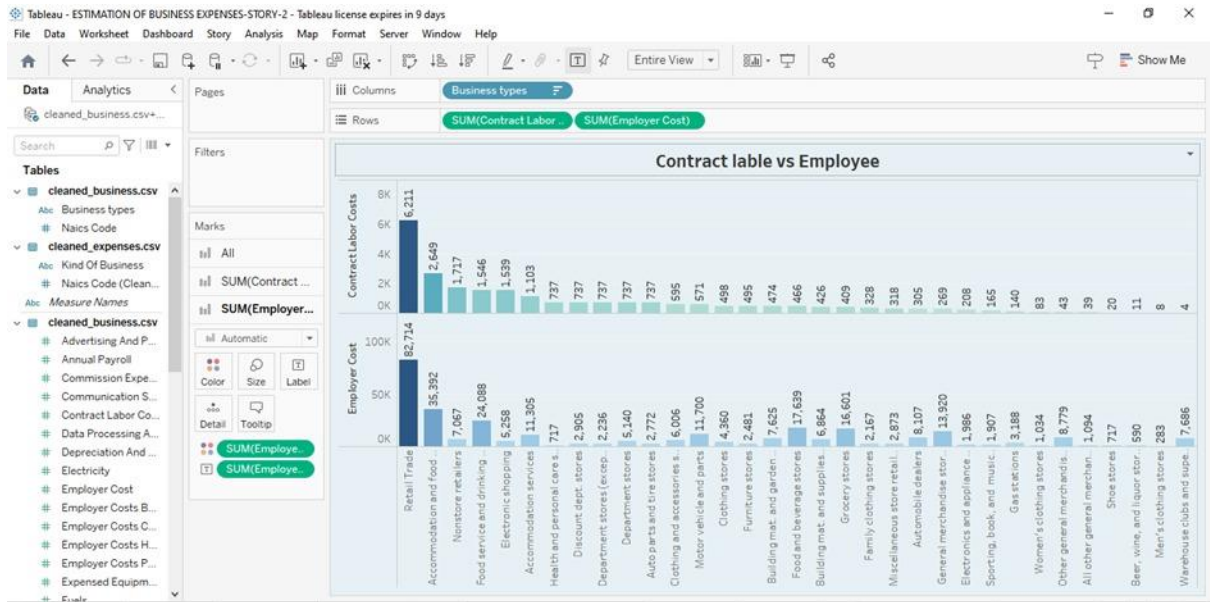 Tableau - ESTIMATION OF BUSINESS EXPENSES-STORY-2 - Tableau license expires in 9 days
File Data Worksheet Dashboard Story Analysis Map Format Server Window Help
Entire View
Show Me
Data Analytics
cleaned_business.csv+...
Search
Tables
cleaned_business.csv
Abc Business types
# Naics Code
cleaned_expenses.csv
Abc Kind Of Business
# Naics Code (Clean...
Abc Measure Names
cleaned_business.csv
# Advertising And P...
# Annual Payroll
# Commission Expe...
# Communication S...
# Contract Labor Co...
# Data Processing A...
# Depreciation And ...
# Electricity
# Employer Cost
# Employer Costs B...
# Employer Costs C...
# Employer Costs H...
# Employer Costs P...
# Expensed Equipm...
# Fuels
Pages
Filters
Marks
All
SUM(Contract ...
SUM(Employer...
Automatic
Color Size Label
Detail Tooltip
SUM(Employe..
SUM(Employe..
Columns
Business types
Rows
SUM(Contract Labor .. SUM(Employer Cost)
Contract lable vs Employee
Contract Labor Costs
8K
6K
4K
2K
0K
6,211
2,649
1,717
1,546
1,539
1,103
737
737
737
737
737
595
571
498
495
474
466
426
409
328
318
305
269
208
165
140
83
43
39
20
11
8
4
Employer Cost
100K
50K
0K
82,714
35,392
7,067
24,088
5,258
11,305
717
2,905
2,236
5,140
2,772
6,006
11,700
4,360
2,481
7,625
17,639
6,864
16,601
2,167
2,873
8,107
13,920
1,986
1,907
3,188
1,034
8,779
1,094
717
590
283
7,686
Retail Trade
Accommodation and food ..
Nonstore retailers
Food service and drinking ..
Electronic shopping
Accommodation services
Health and personal care s..
Discount dept. stores
Department stores (excep..
Department stores
Auto parts and tire stores
Clothing and accessories s..
Motor vehicle and parts
Clothing stores
Furniture stores
Building mat. and garden..
Food and beverage stores
Building mat. and supplies..
Grocery stores
Family clothing stores
Miscellaneous store retail..
Automobile dealers
General merchandise stor..
Electronics and appliance ..
Sporting, book, and music..
Gas stations
Women's clothing stores
Other general merchandis..
All other general merchan..
Shoe stores
Beer, wine, and liquor stor..
Men's clothing stores
Warehouse clubs and supe..